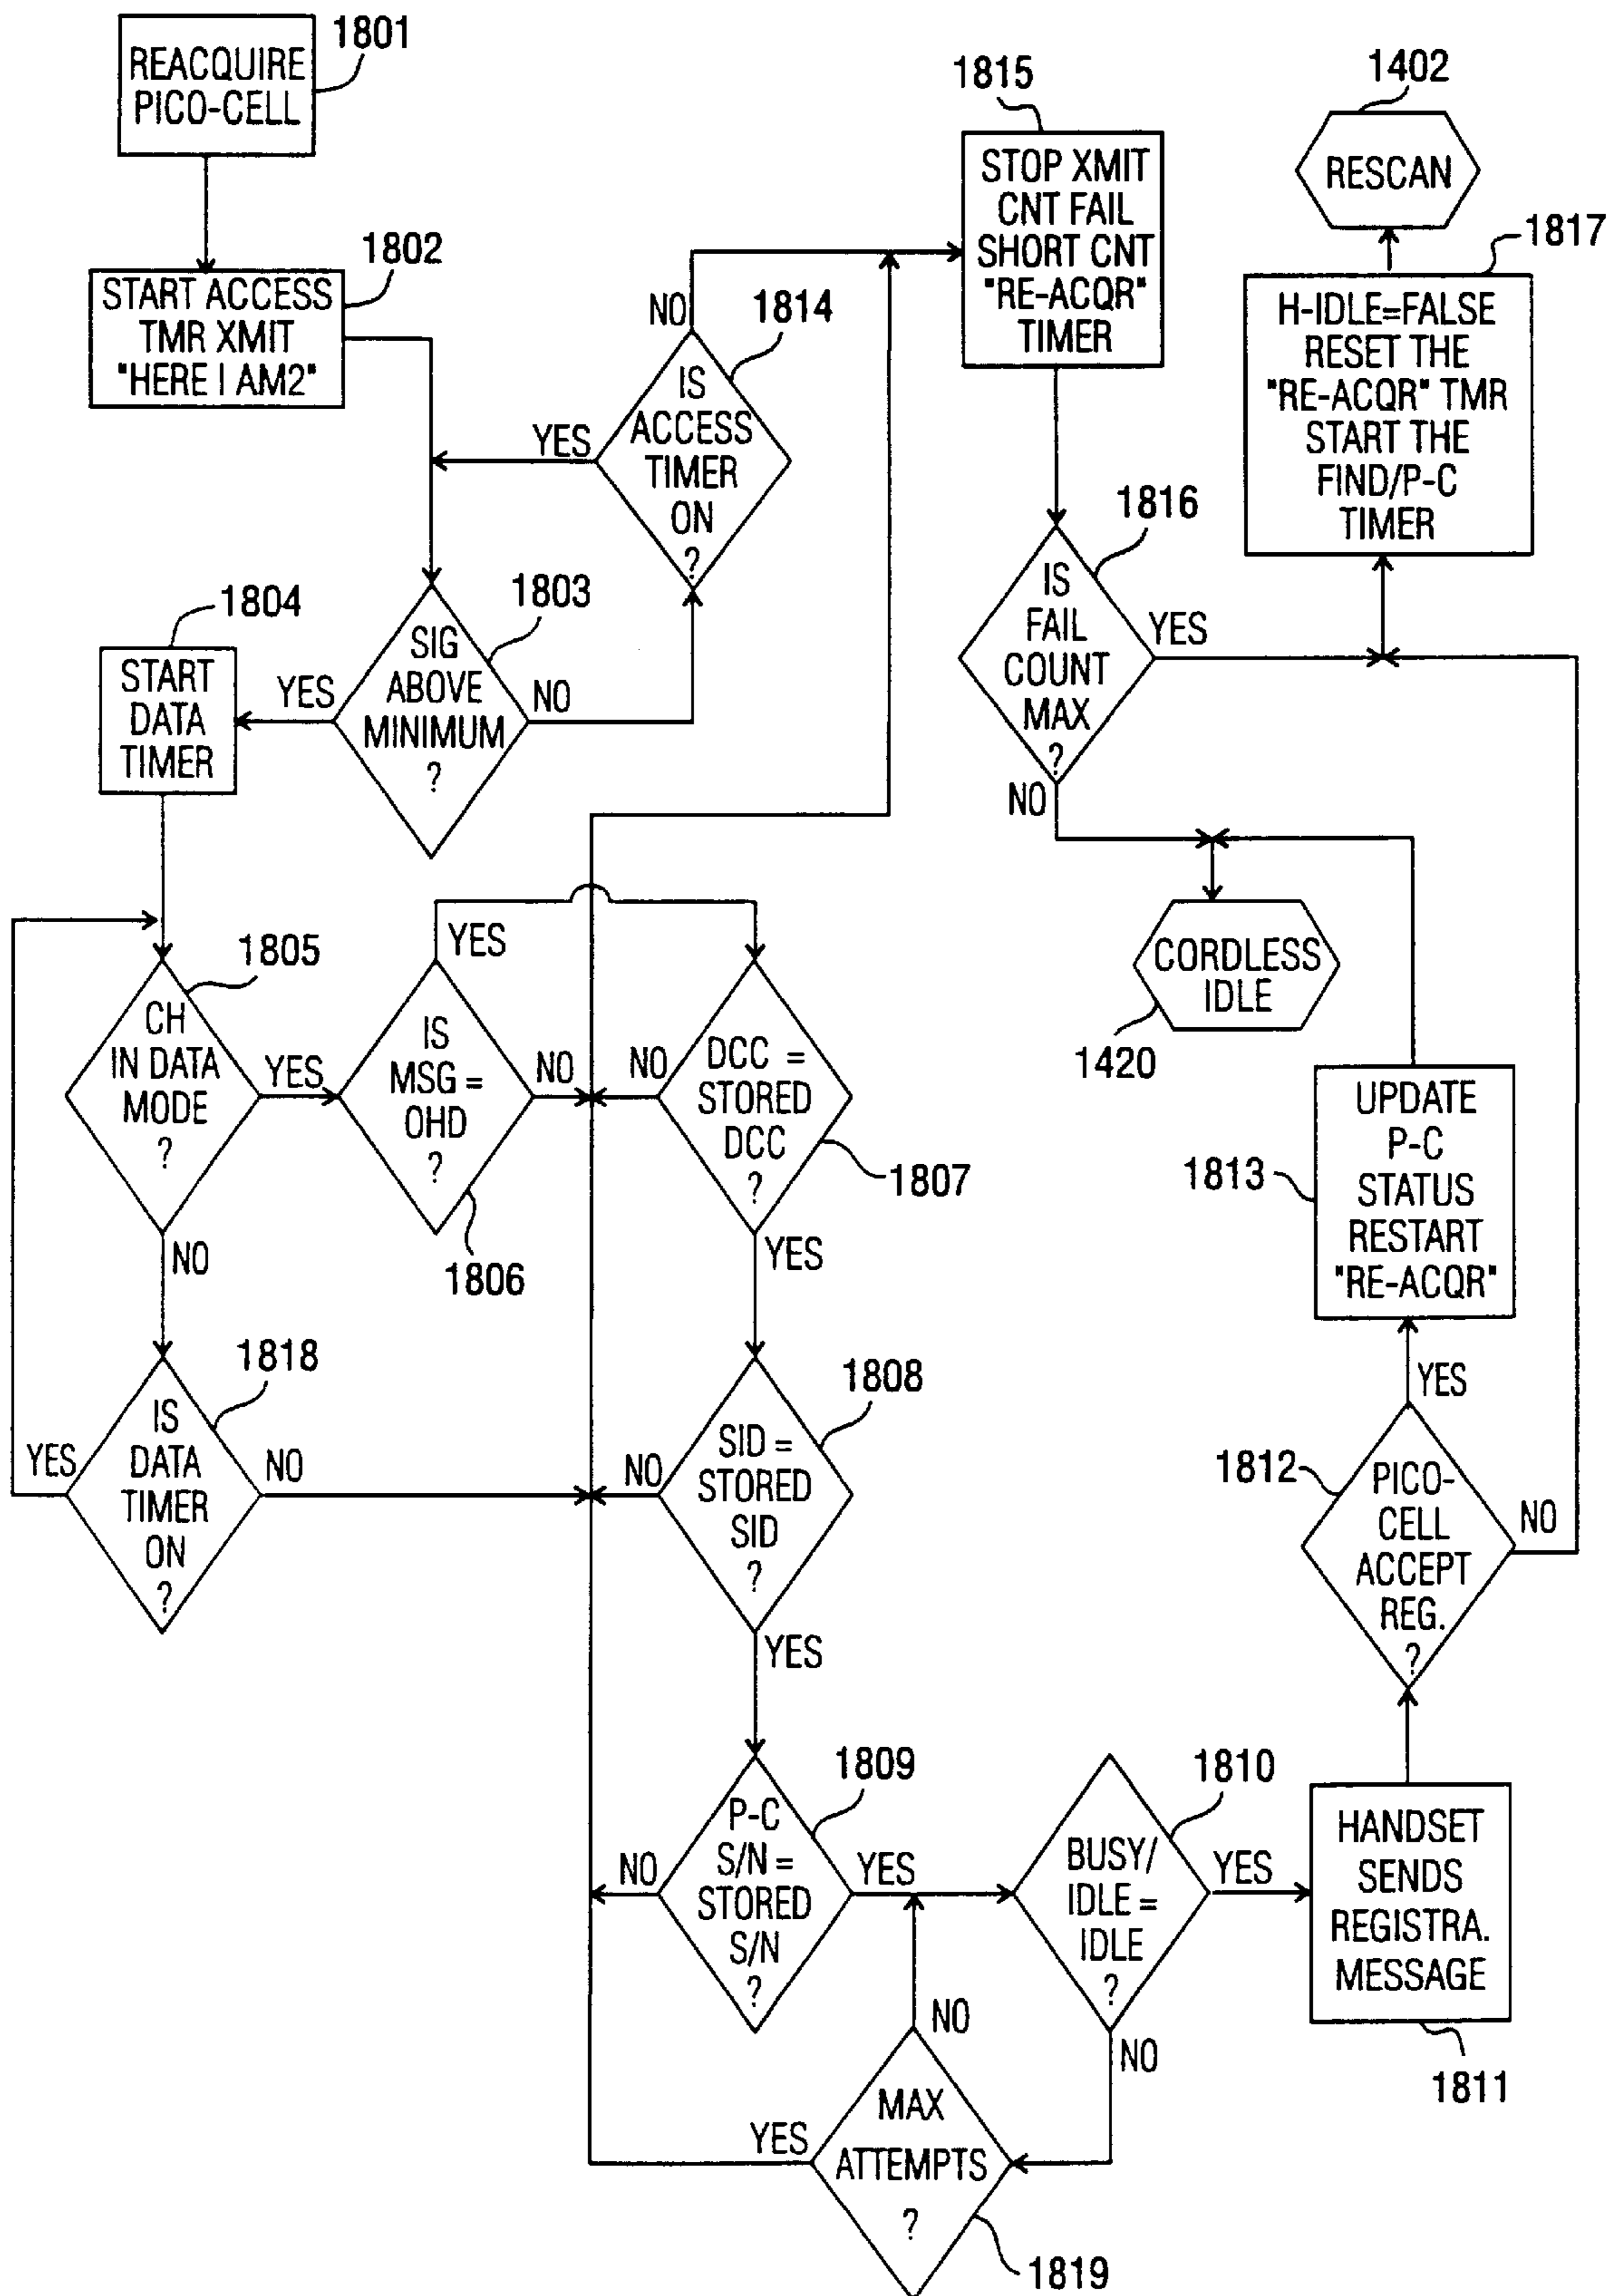 REACQUIRE
PICO-CELL
1801
START ACCESS
TMR XMIT
"HERE I AM2"
1802
SIG
ABOVE
MINIMUM
?
1803
YES
NO
IS
ACCESS
TIMER
ON
?
1814
YES
NO
START
DATA
TIMER
1804
CH
IN DATA
MODE
?
1805
YES
NO
IS
MSG =
OHD
?
1806
YES
NO
DCC =
STORED
DCC
?
1807
NO
YES
IS
DATA
TIMER
ON
?
1818
YES
NO
SID =
STORED
SID
?
1808
NO
YES
P-C
S/N =
STORED
S/N
?
1809
NO
YES
BUSY/
IDLE =
IDLE
?
1810
YES
NO
MAX
ATTEMPTS
?
1819
YES
NO
HANDSET
SENDS
REGISTRA.
MESSAGE
1811
PICO-
CELL
ACCEPT
REG.
?
1812
YES
NO
UPDATE
P-C
STATUS
RESTART
"RE-ACQR"
1813
CORDLESS
IDLE
1420
STOP XMIT
CNT FAIL
SHORT CNT
"RE-ACQR"
TIMER
1815
IS
FAIL
COUNT
MAX
?
1816
YES
NO
H-IDLE=FALSE
RESET THE
"RE-ACQR" TMR
START THE
FIND/P-C
TIMER
1817
RESCAN
1402